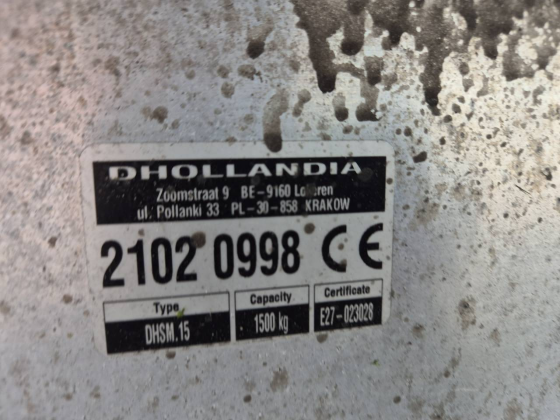 DHOLLANDIA
Zoomstraat 9 BE-9160 Lokeren
ul. Pollanki 33 PL-30-858 KRAKOW
2102 0998 CE
Type Capacity Certificate
DHSM.15 1500 kg E27-023028